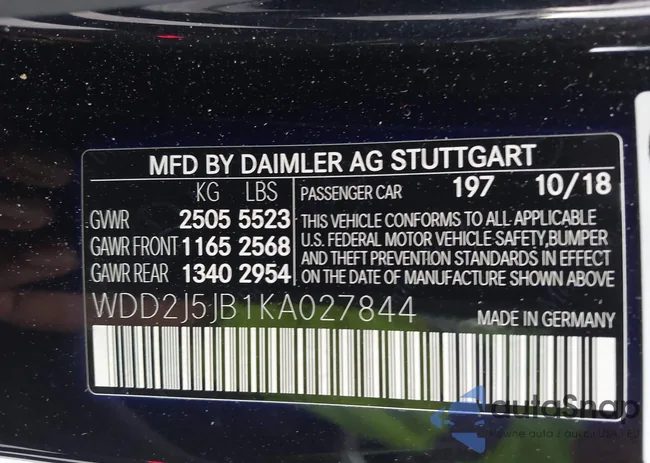 MFD BY DAIMLER AG STUTTGART
KG LBS
GVWR 2505 5523
GAWR FRONT 1165 2568
GAWR REAR 1340 2954
PASSENGER CAR 197 10/18
THIS VEHICLE CONFORMS TO ALL APPLICABLE
U.S. FEDERAL MOTOR VEHICLE SAFETY,BUMPER
AND THEFT PREVENTION STANDARDS IN EFFECT
ON THE DATE OF MANUFACTURE SHOWN ABOVE
WDD2J5JB1KA027844
MADE IN GERMANY
autoSnap